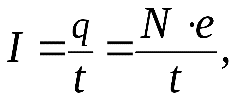 I = q/t = N · e/t,